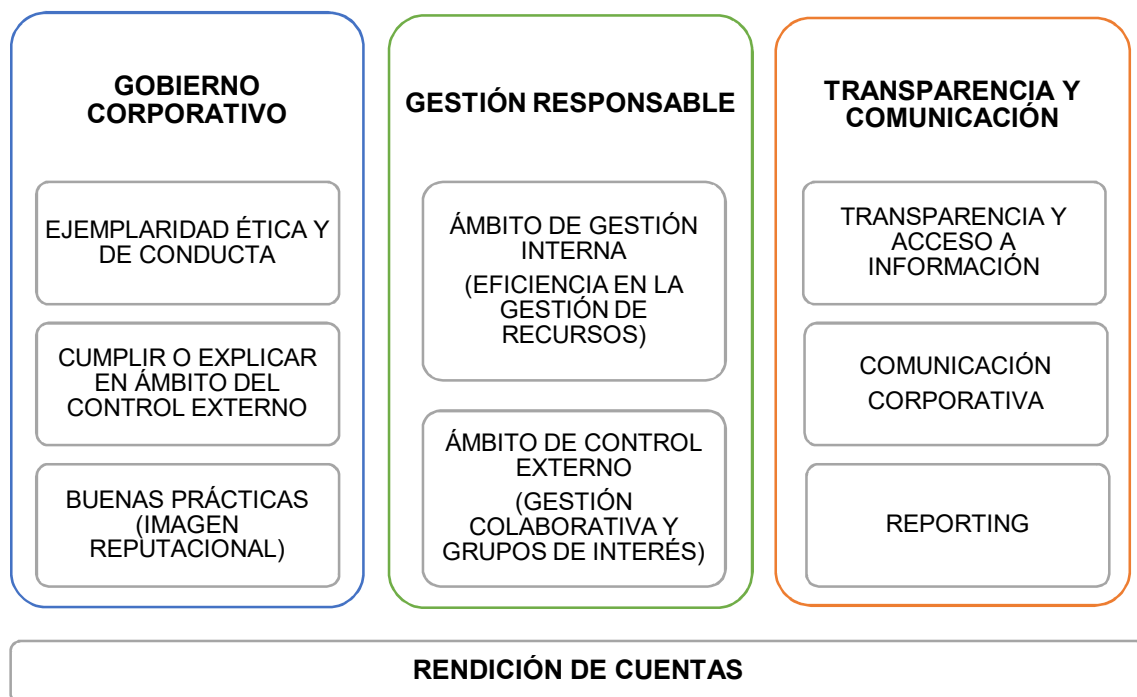 GOBIERNO
CORPORATIVO
EJEMPLARIDAD ÉTICA Y
DE CONDUCTA
CUMPLIR O EXPLICAR
EN ÁMBITO DEL
CONTROL EXTERNO
BUENAS PRÁCTICAS
(IMAGEN
REPUTACIONAL)
GESTIÓN RESPONSABLE
ÁMBITO DE GESTIÓN
INTERNA
(EFICIENCIA EN LA
GESTIÓN DE
RECURSOS)
ÁMBITO DE CONTROL
EXTERNO
(GESTIÓN
COLABORATIVA Y
GRUPOS DE INTERÉS)
TRANSPARENCIA Y
COMUNICACIÓN
TRANSPARENCIA Y
ACCESO A
INFORMACIÓN
COMUNICACIÓN
CORPORATIVA
REPORTING
RENDICIÓN DE CUENTAS